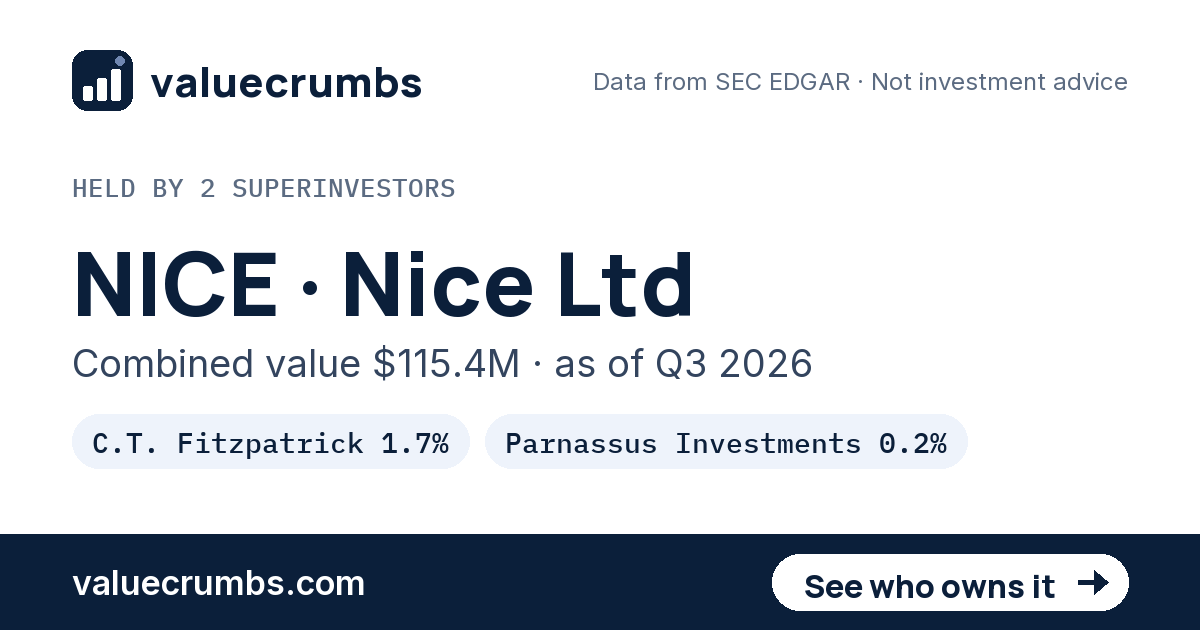 valuecrumbs
Data from SEC EDGAR · Not investment advice
HELD BY 2 SUPERINVESTORS
NICE · Nice Ltd
Combined value $115.4M · as of Q3 2026
C.T. Fitzpatrick 1.7%
Parnassus Investments 0.2%
valuecrumbs.com
See who owns it →